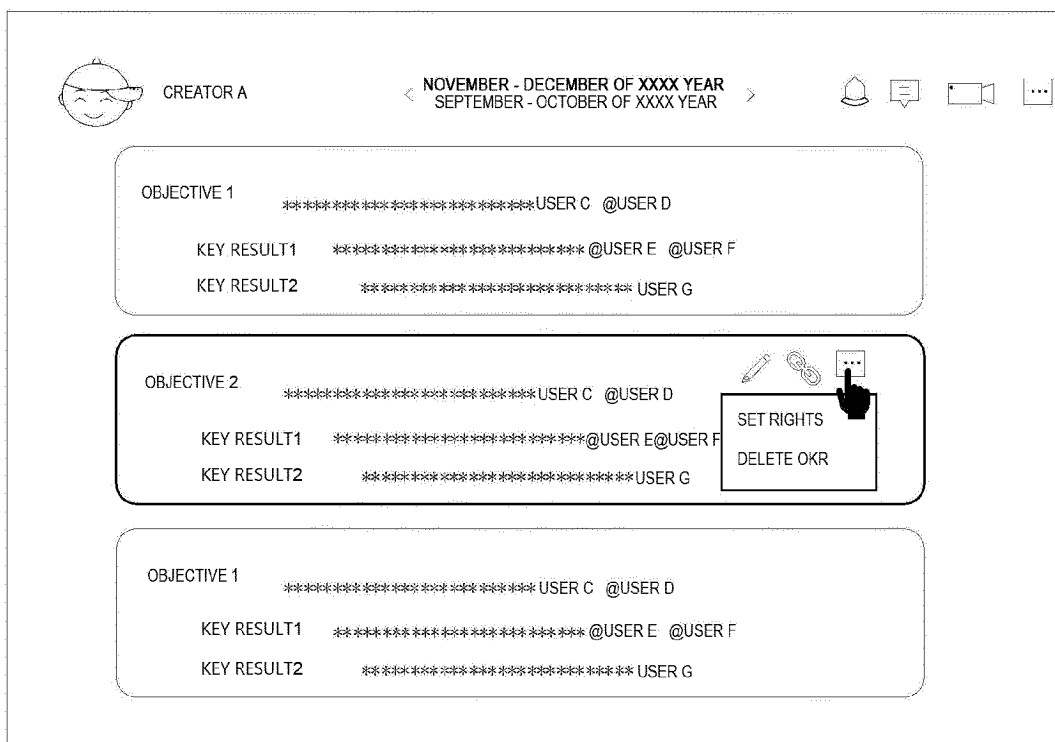 CREATOR A
< NOVEMBER - DECEMBER OF XXXX YEAR >
SEPTEMBER - OCTOBER OF XXXX YEAR
OBJECTIVE 1
**************************USER C @USER D
KEY RESULT1 ************************** @USER E @USER F
KEY RESULT2 **************************** USER G
OBJECTIVE 2
************************** USER C @USER D
KEY RESULT1 **************************@USER E@USER F
KEY RESULT2 ****************************USER G
SET RIGHTS
DELETE OKR
OBJECTIVE 1
************************** USER C @USER D
KEY RESULT1 ************************** @USER E @USER F
KEY RESULT2 **************************** USER G